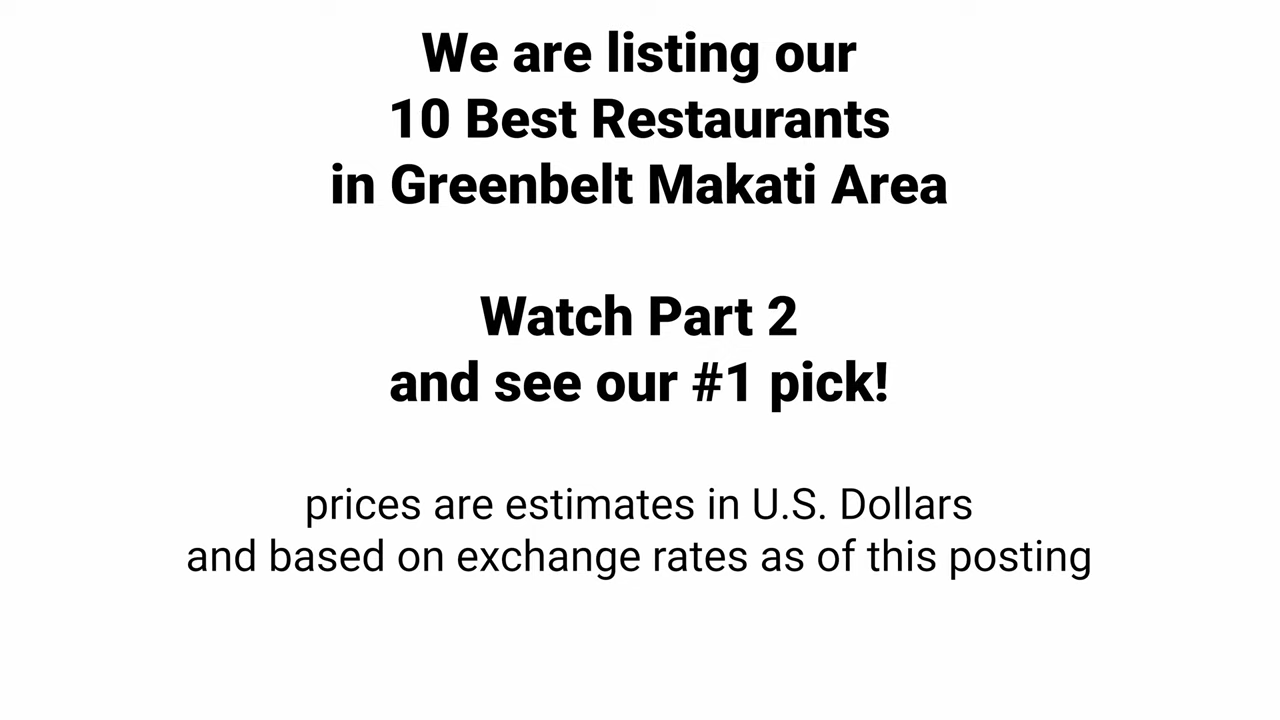 We are listing our
10 Best Restaurants
in Greenbelt Makati Area
Watch Part 2
and see our #1 pick!
prices are estimates in U.S. Dollars
and based on exchange rates as of this posting